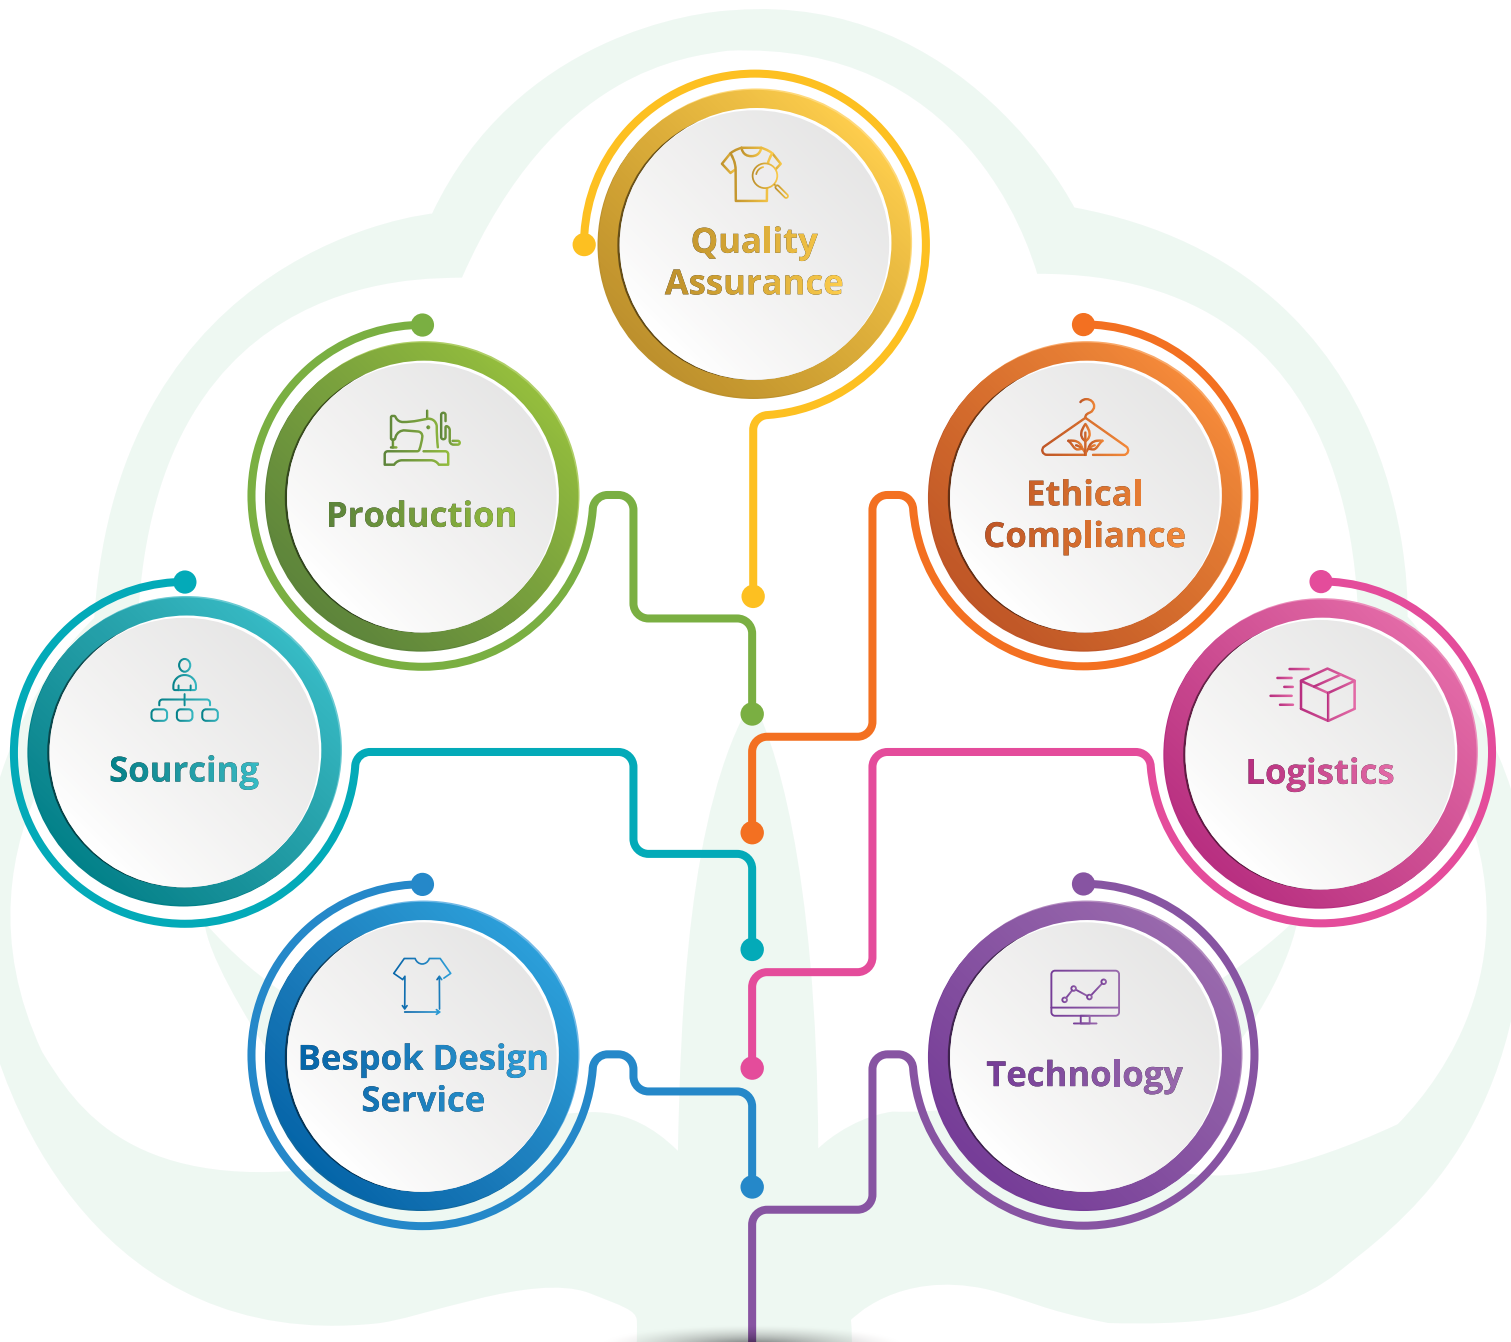 Quality
Assurance
Production
Ethical
Compliance
Sourcing
Logistics
Bespok Design
Service
Technology